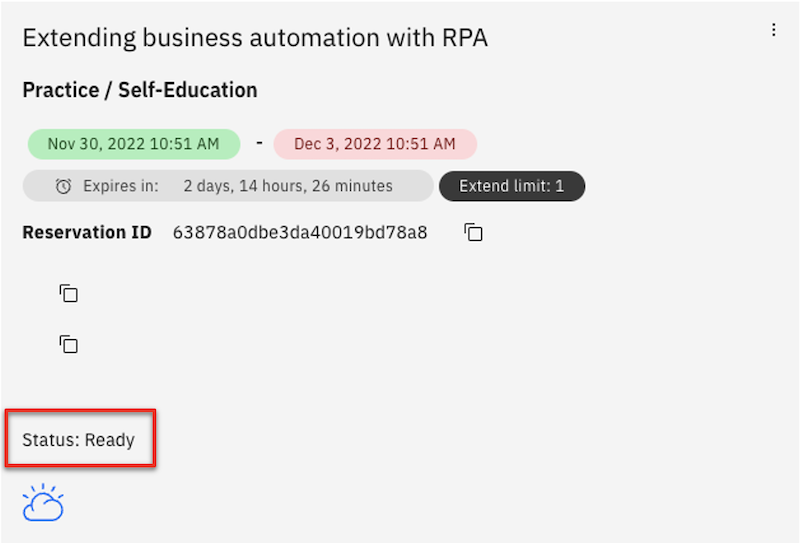 Extending business automation with RPA
Practice / Self-Education
Nov 30, 2022 10:51 AM - Dec 3, 2022 10:51 AM
Expires in: 2 days, 14 hours, 26 minutes Extend limit: 1
Reservation ID 63878a0dbe3da40019bd78a8
Status: Ready